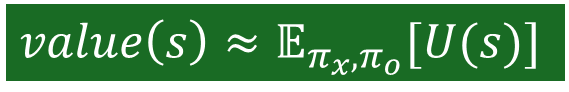 value(s) ≈ 𝔼_{π_x,π_o}[U(s)]